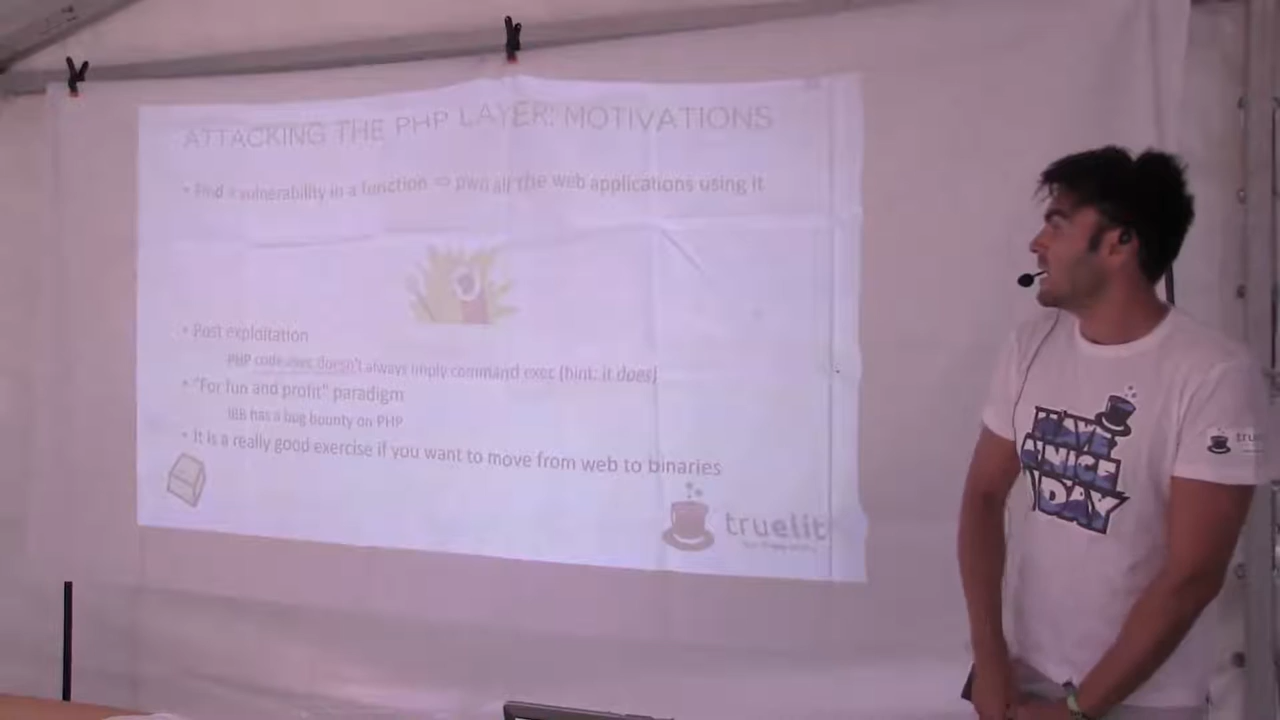 ATTACKING THE PHP LAYER: MOTIVATIONS
• Find a vulnerability in a function => pwn all the web applications using it
• Post exploitation
PHP code exec doesn't always imply command exec (hint: it does)
• "For fun and profit" paradigm
IBB has a bug bounty on PHP
• It is a really good exercise if you want to move from web to binaries
truelit
HAVE
A NICE
DAY
true